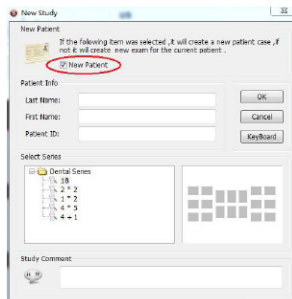 New Study
New Patient
If the following item was selected ,it will create a new patient case ,if
not it will create new exam for the current patient .
New Patient
Patient Info
Last Name:
OK
First Name:
Cancel
Patient ID:
KeyBoard
Select Series
Dental Series
18
2 * 2
1 * 2
4 * 5
4 + 1
Study Comment